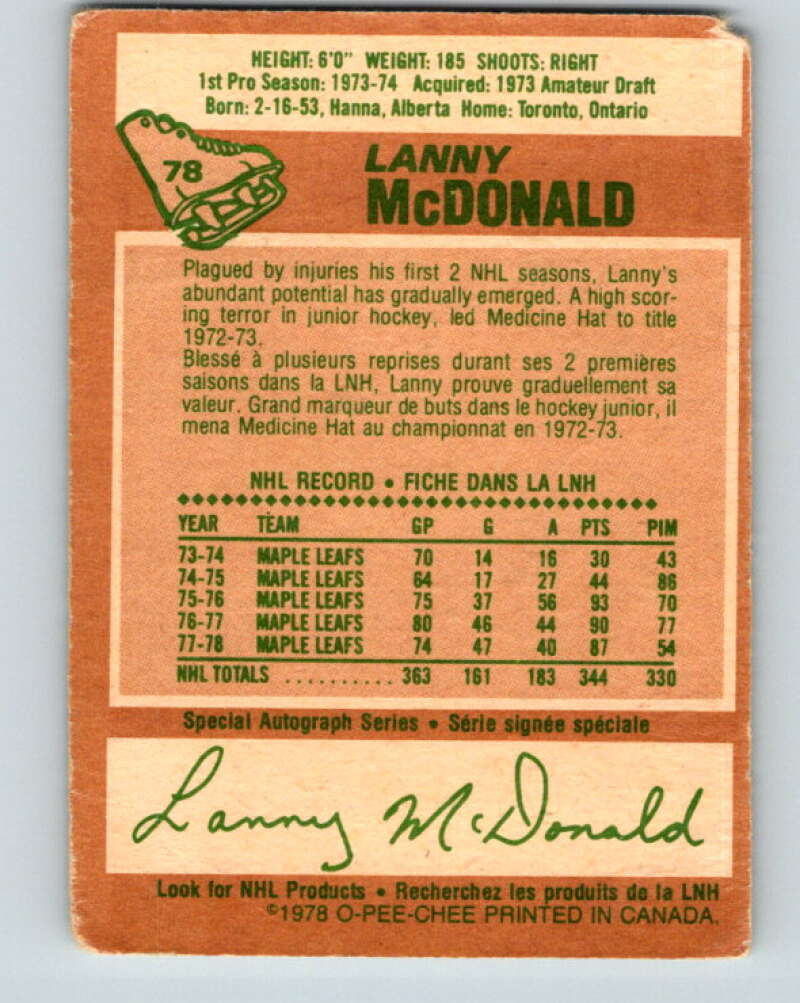 HEIGHT: 6'0" WEIGHT: 185 SHOOTS: RIGHT
1st Pro Season: 1973-74 Acquired: 1973 Amateur Draft
Born: 2-16-53, Hanna, Alberta Home: Toronto, Ontario
78
LANNY
McDONALD
Plagued by injuries his first 2 NHL seasons, Lanny's
abundant potential has gradually emerged. A high scor-
ing terror in junior hockey, led Medicine Hat to title
1972-73.
Blessé à plusieurs reprises durant ses 2 premières
saisons dans la LNH, Lanny prouve graduellement sa
valeur. Grand marqueur de buts dans le hockey junior, il
mena Medicine Hat au championnat en 1972-73.
NHL RECORD • FICHE DANS LA LNH
YEAR TEAM GP G A PTS PIM
73-74 MAPLE LEAFS 70 14 16 30 43
74-75 MAPLE LEAFS 64 17 27 44 86
75-76 MAPLE LEAFS 75 37 56 93 70
76-77 MAPLE LEAFS 80 46 44 90 77
77-78 MAPLE LEAFS 74 47 40 87 54
NHL TOTALS .......... 363 161 183 344 330
Special Autograph Series • Série signée spéciale
Lanny McDonald
Look for NHL Products • Recherchez les produits de la LNH
©1978 O-PEE-CHEE PRINTED IN CANADA.